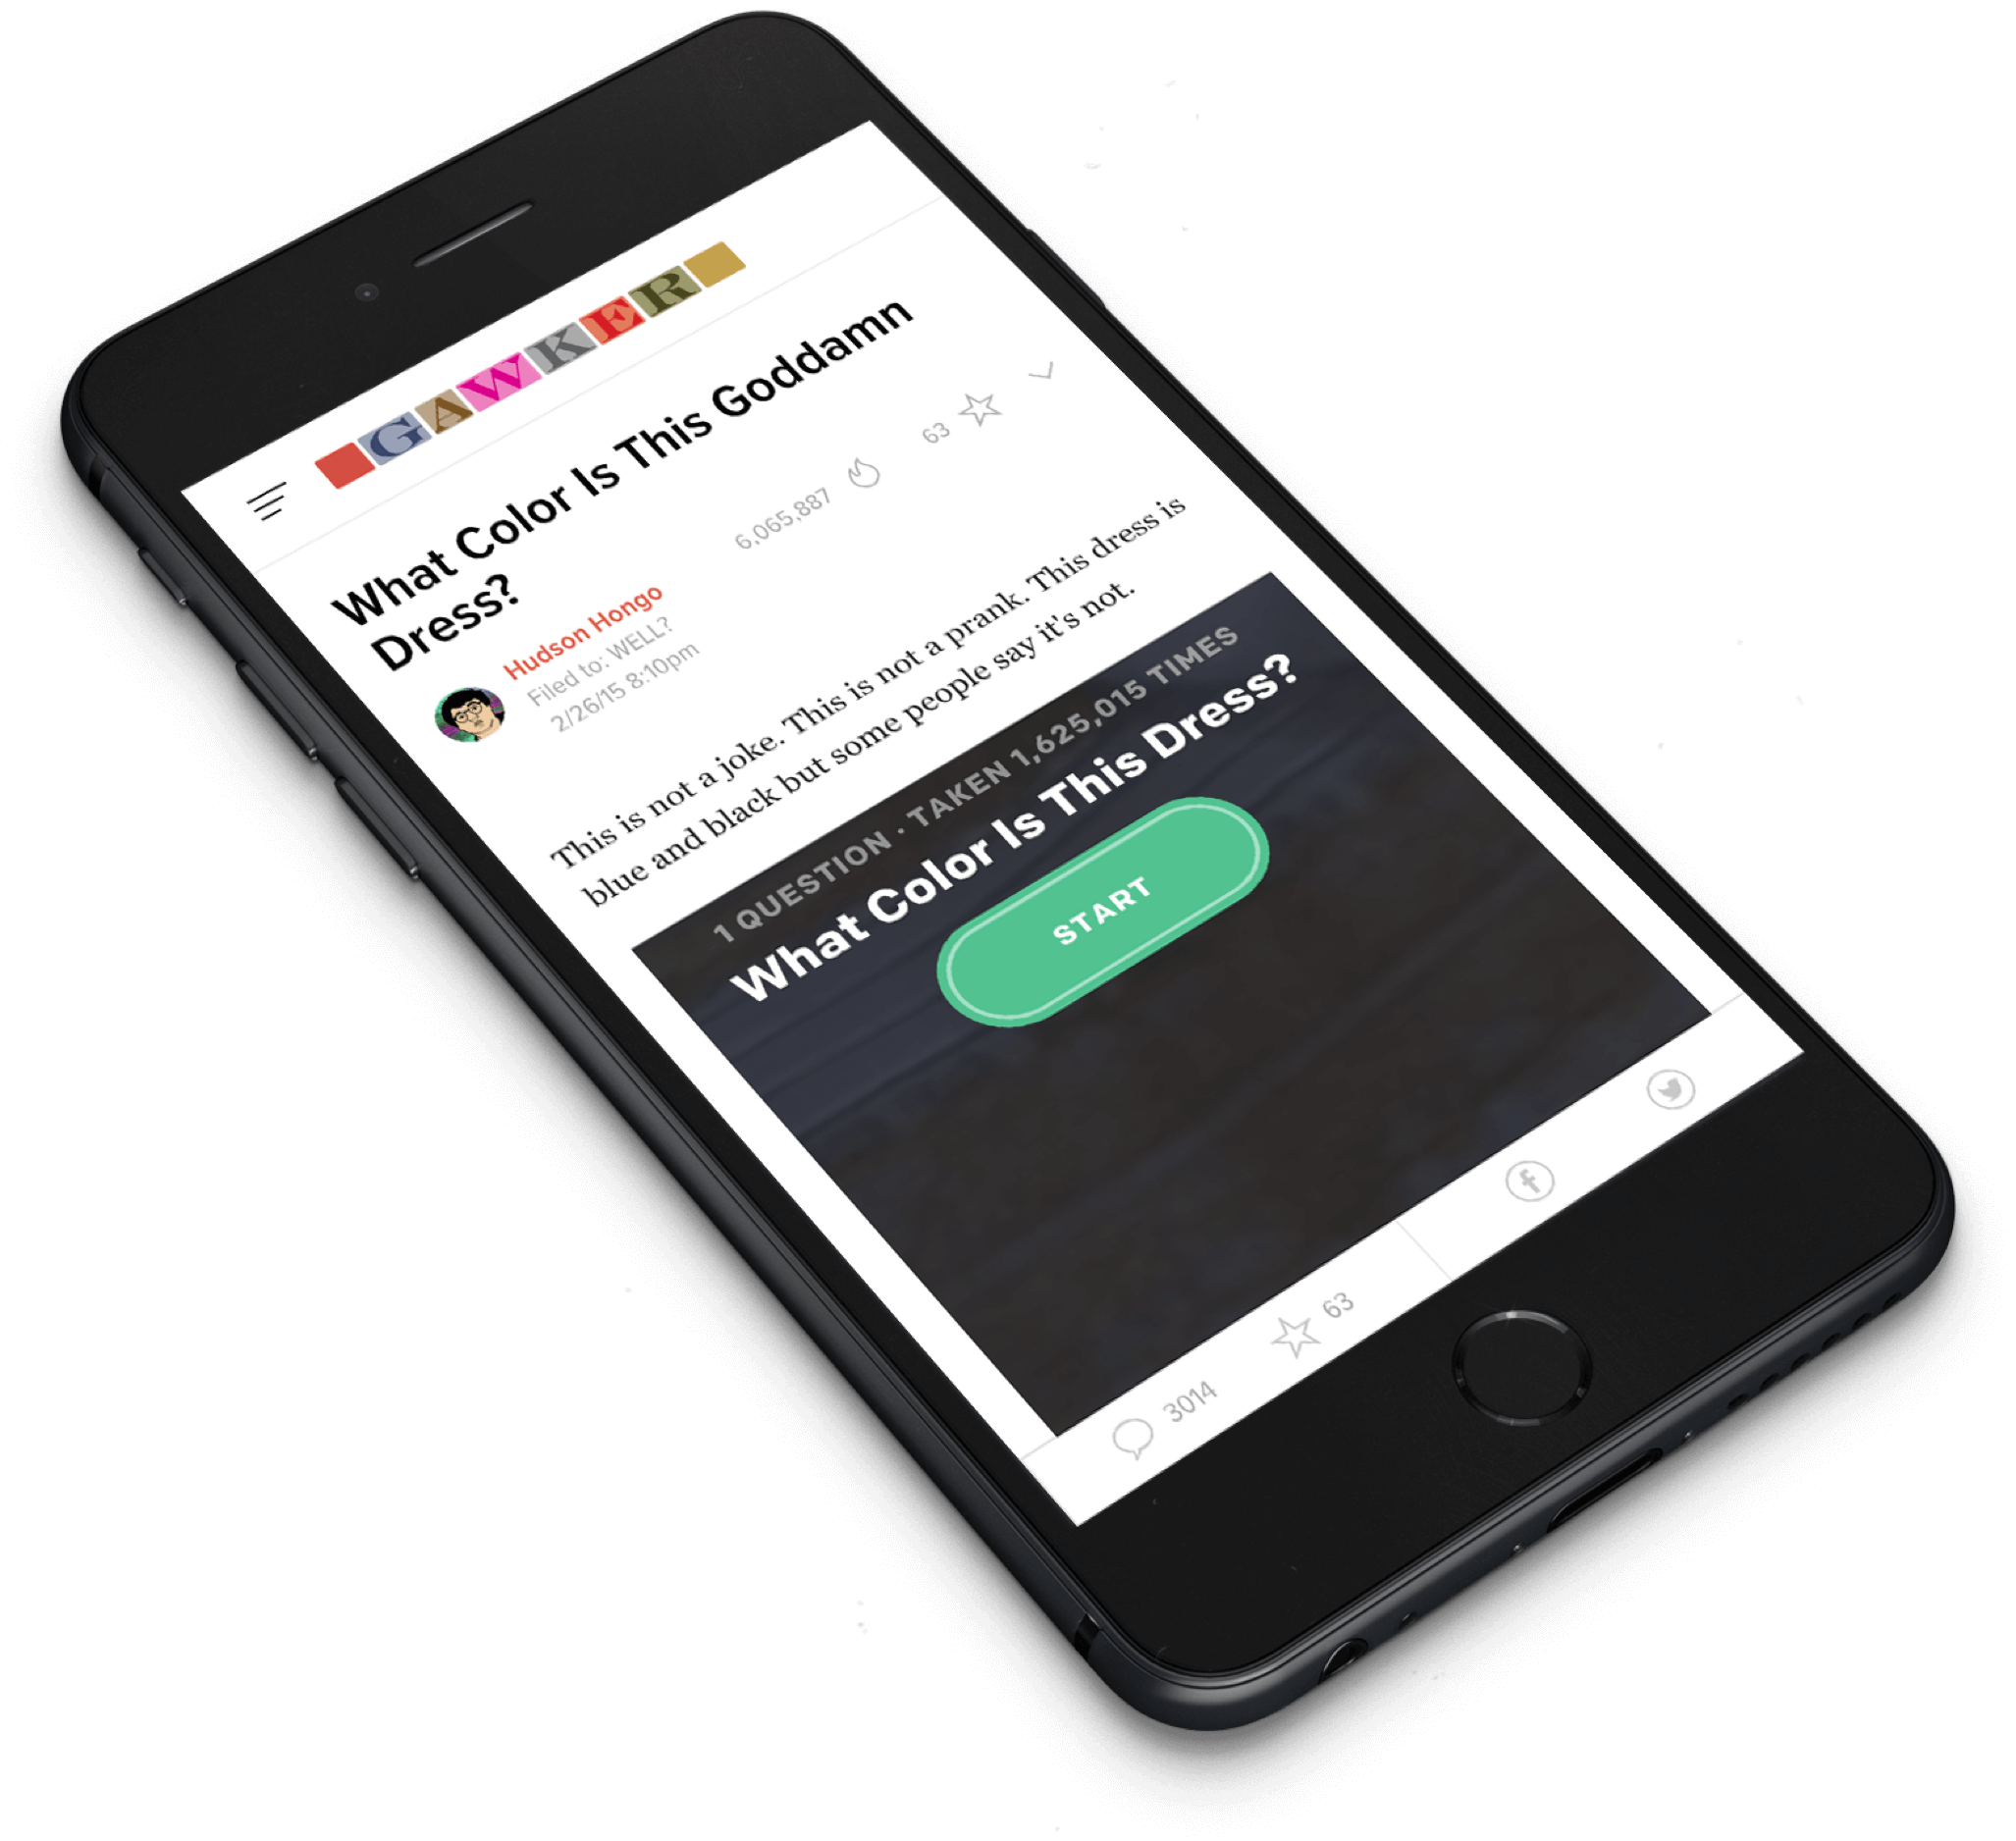 GAWKER
What Color Is This Goddamn
Dress?
Hudson Hongo
Filed to: WELL?
2/26/15 8:10pm
6,065,887
63
This is not a joke. This is not a prank. This dress is
blue and black but some people say it's not.
1 QUESTION · TAKEN 1,625,015 TIMES
What Color Is This Dress?
START
3014
63